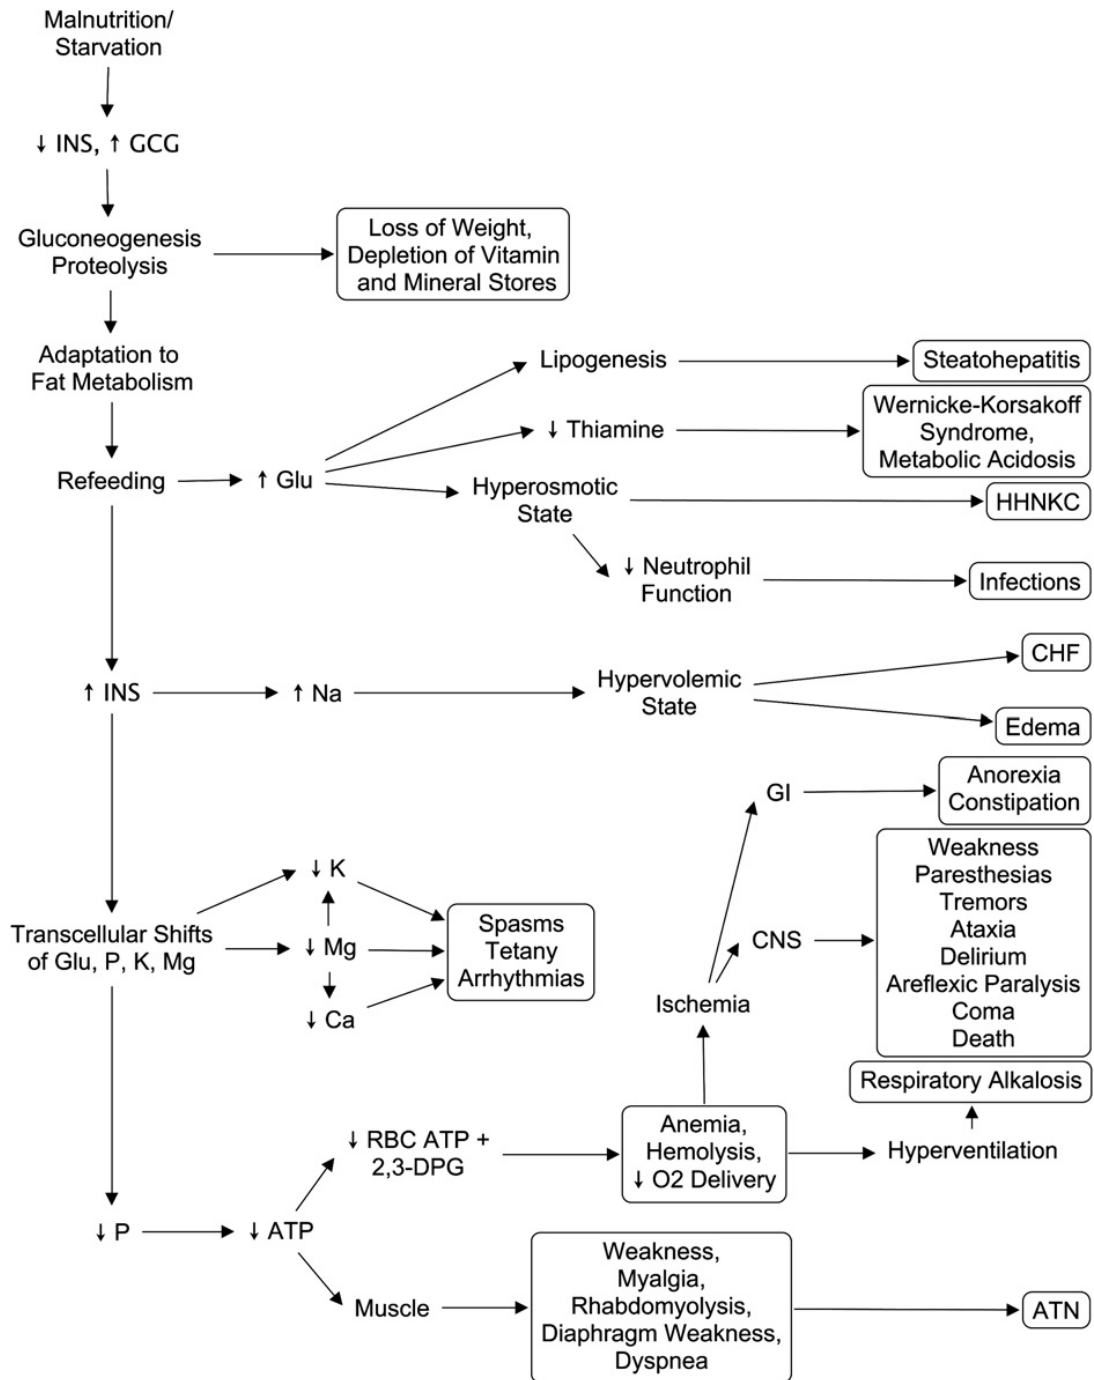 Malnutrition/
Starvation
↓ INS, ↑ GCG
Gluconeogenesis
Proteolysis
Loss of Weight,
Depletion of Vitamin
and Mineral Stores
Adaptation to
Fat Metabolism
Lipogenesis
Steatohepatitis
↓ Thiamine
Wernicke-Korsakoff
Syndrome,
Metabolic Acidosis
Refeeding
↑ Glu
Hyperosmotic
State
HHNKC
↓ Neutrophil
Function
Infections
↑ INS
↑ Na
Hypervolemic
State
CHF
Edema
GI
Anorexia
Constipation
Transcellular Shifts
of Glu, P, K, Mg
↓ K
↓ Mg
↓ Ca
Spasms
Tetany
Arrhythmias
Ischemia
CNS
Weakness
Paresthesias
Tremors
Ataxia
Delirium
Areflexic Paralysis
Coma
Death
Respiratory Alkalosis
↓ P
↓ ATP
↓ RBC ATP +
2,3-DPG
Anemia,
Hemolysis,
↓ O2 Delivery
Hyperventilation
Muscle
Weakness,
Myalgia,
Rhabdomyolysis,
Diaphragm Weakness,
Dyspnea
ATN